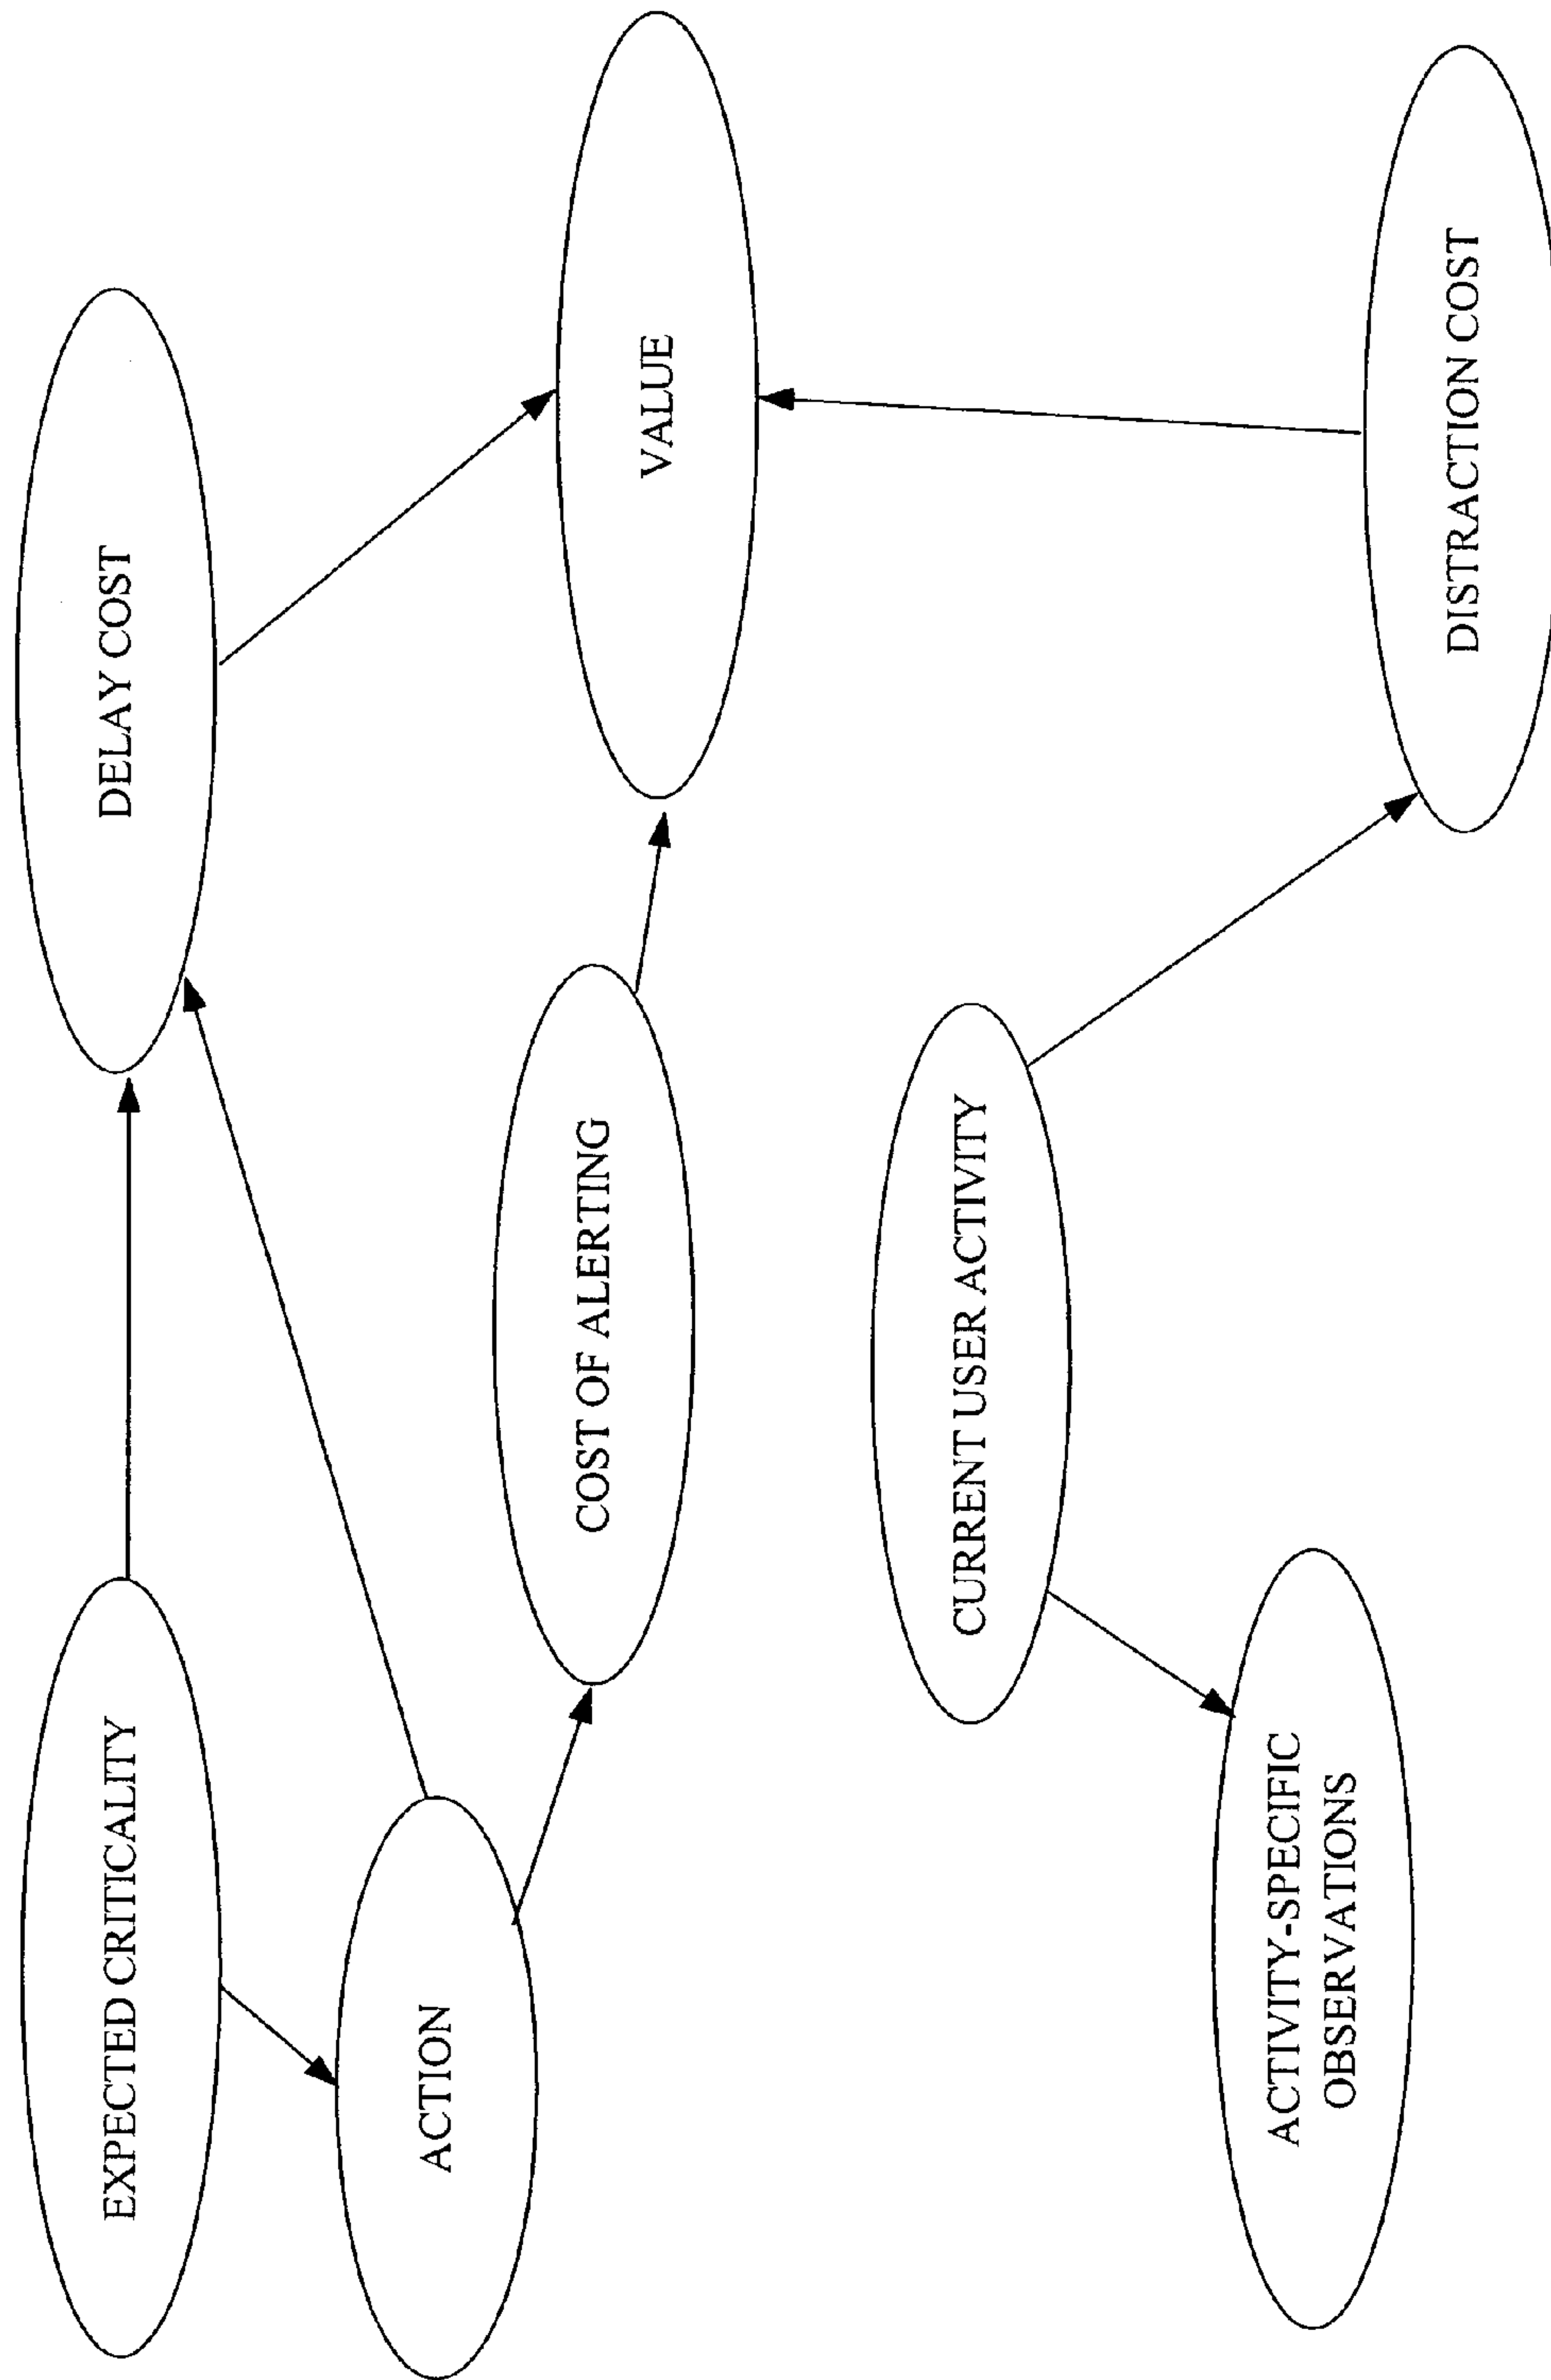 EXPECTED CRITICALITY
DELAY COST
ACTION
COST OF ALERTING
VALUE
CURRENT USER ACTIVITY
ACTIVITY-SPECIFIC
OBSERVATIONS
DISTRACTION COST